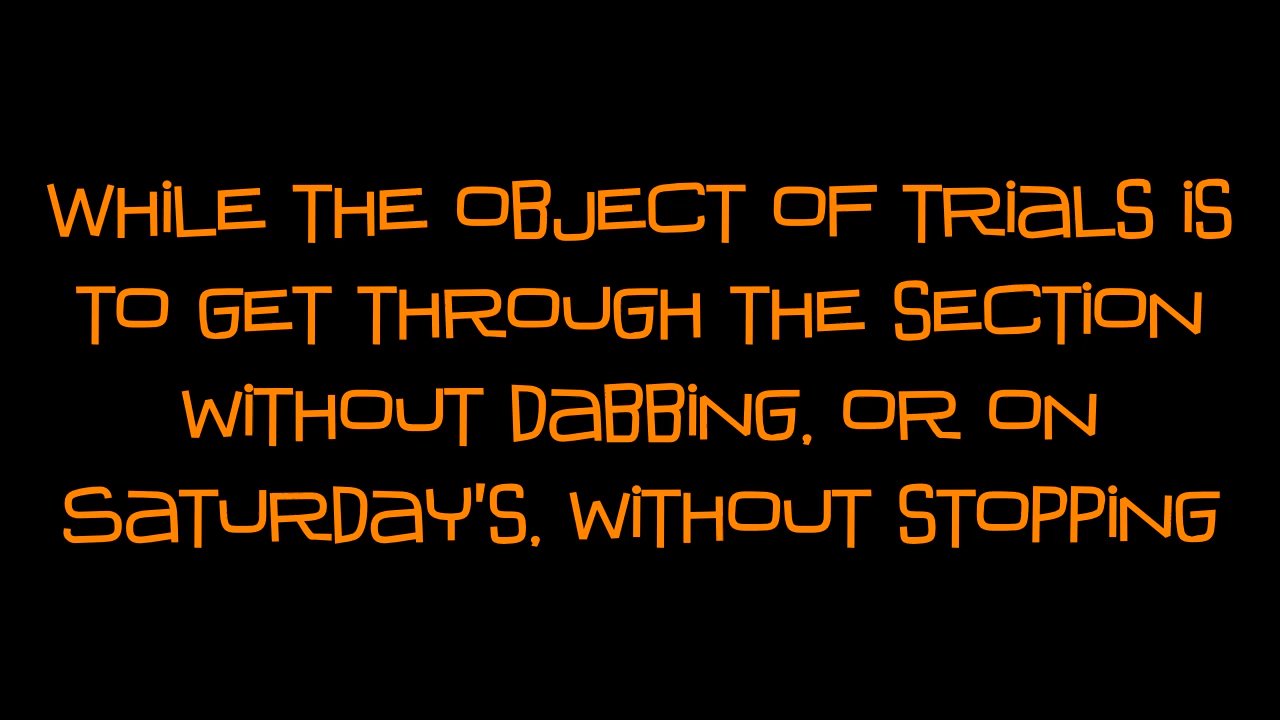 WHILE THE OBJECT OF TRIALS IS
TO GET THROUGH THE SECTION
WITHOUT DABBING, OR ON
SATURDAY'S, WITHOUT STOPPING